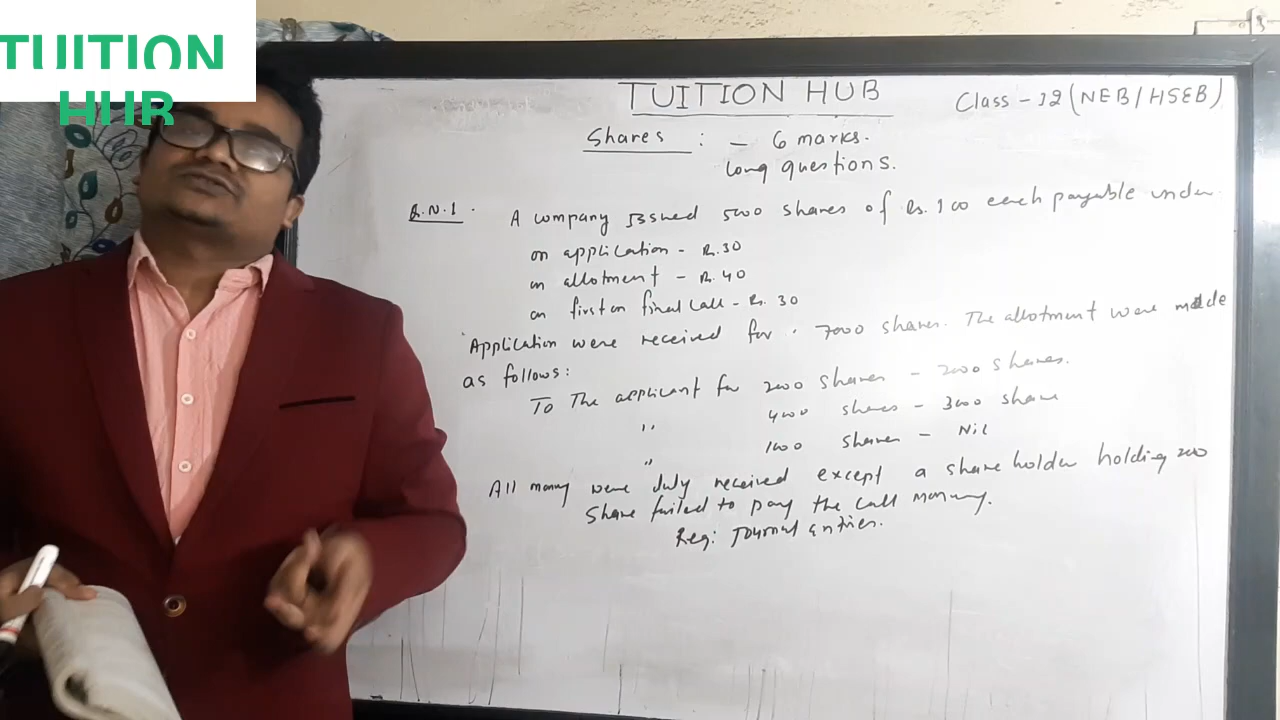 TUITION
HUB
TUITION HUB
Class - 12 (NEB/HSEB)
Shares : - 6 marks.
Long questions.
Q.N.1. A company issued 5000 shares of Rs. 100 each payable under
on application - Rs. 30
on allotment - Rs. 40
on first on final call - Rs. 30
Application were received for 7000 shares. The allotment were made
as follows:
To The applicant for 2000 shares - 2000 shares.
" 4000 shares - 3000 share
" 1000 shares - Nil
All money were duly received except a share holder holding 200
share failed to pay the call money.
Req: Journal entries.